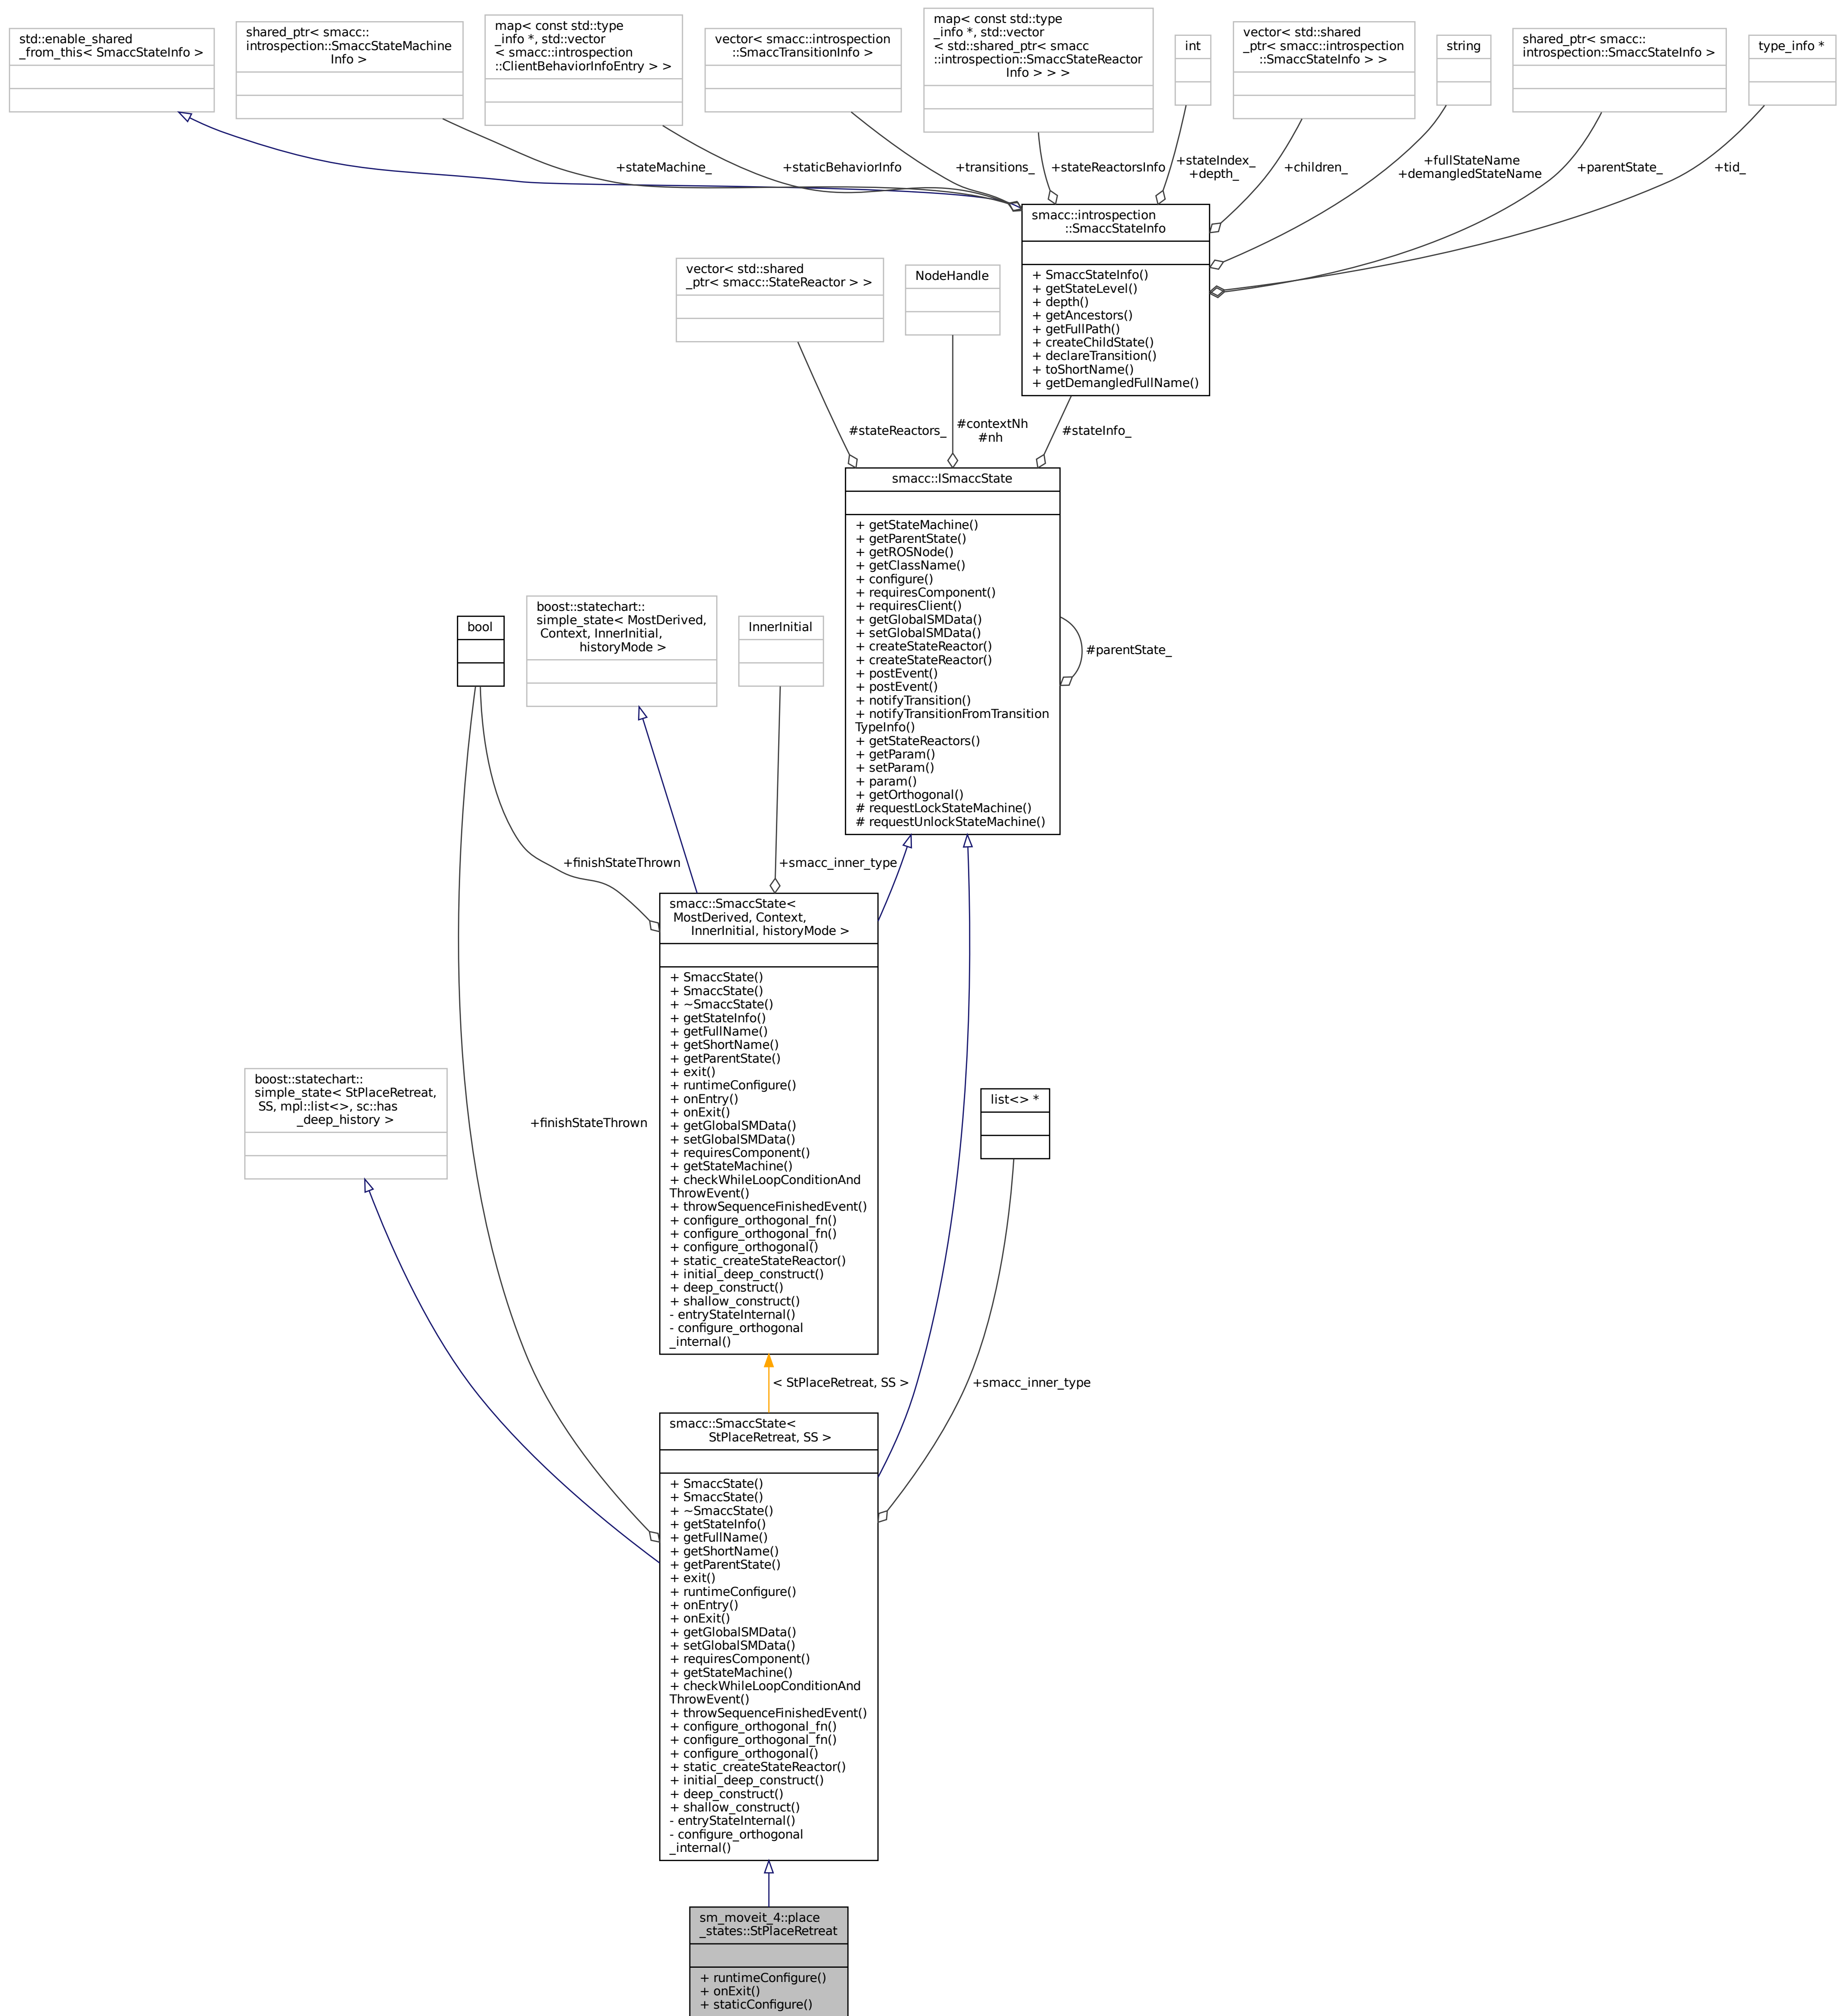 std::enable_shared
_from_this< SmaccStateInfo >
shared_ptr< smacc::
introspection::SmaccStateMachine
Info >
map< const std::type
_info *, std::vector
< smacc::introspection
::ClientBehaviorInfoEntry > >
vector< smacc::introspection
::SmaccTransitionInfo >
map< const std::type
_info *, std::vector
< std::shared_ptr< smacc
::introspection::SmaccStateReactor
Info > > >
int
vector< std::shared
_ptr< smacc::introspection
::SmaccStateInfo > >
string
shared_ptr< smacc::
introspection::SmaccStateInfo >
type_info *
+stateMachine_
+staticBehaviorInfo
+transitions_
+stateReactorsInfo
+stateIndex_
+depth_
+children_
+fullStateName
+demangledStateName
+parentState_
+tid_
smacc::introspection
::SmaccStateInfo
+ SmaccStateInfo()
+ getStateLevel()
+ depth()
+ getAncestors()
+ getFullPath()
+ createChildState()
+ declareTransition()
+ toShortName()
+ getDemangledFullName()
vector< std::shared
_ptr< smacc::StateReactor > >
NodeHandle
#stateReactors_
#contextNh
#nh
#stateInfo_
smacc::ISmaccState
+ getStateMachine()
+ getParentState()
+ getROSNode()
+ getClassName()
+ configure()
+ requiresComponent()
+ requiresClient()
+ getGlobalSMData()
+ setGlobalSMData()
+ createStateReactor()
+ createStateReactor()
+ postEvent()
+ postEvent()
+ notifyTransition()
+ notifyTransitionFromTransition
TypeInfo()
+ getStateReactors()
+ getParam()
+ setParam()
+ param()
+ getOrthogonal()
# requestLockStateMachine()
# requestUnlockStateMachine()
#parentState_
bool
boost::statechart::
simple_state< MostDerived,
Context, InnerInitial,
historyMode >
InnerInitial
+finishStateThrown
+smacc_inner_type
smacc::SmaccState<
MostDerived, Context,
InnerInitial, historyMode >
+ SmaccState()
+ SmaccState()
+ ~SmaccState()
+ getStateInfo()
+ getFullName()
+ getShortName()
+ getParentState()
+ exit()
+ runtimeConfigure()
+ onEntry()
+ onExit()
+ getGlobalSMData()
+ setGlobalSMData()
+ requiresComponent()
+ getStateMachine()
+ checkWhileLoopConditionAnd
ThrowEvent()
+ throwSequenceFinishedEvent()
+ configure_orthogonal_fn()
+ configure_orthogonal_fn()
+ configure_orthogonal()
+ static_createStateReactor()
+ initial_deep_construct()
+ deep_construct()
+ shallow_construct()
- entryStateInternal()
- configure_orthogonal
_internal()
boost::statechart::
simple_state< StPlaceRetreat,
SS, mpl::list<>, sc::has
_deep_history >
+finishStateThrown
list<> *
< StPlaceRetreat, SS >
+smacc_inner_type
smacc::SmaccState<
StPlaceRetreat, SS >
+ SmaccState()
+ SmaccState()
+ ~SmaccState()
+ getStateInfo()
+ getFullName()
+ getShortName()
+ getParentState()
+ exit()
+ runtimeConfigure()
+ onEntry()
+ onExit()
+ getGlobalSMData()
+ setGlobalSMData()
+ requiresComponent()
+ getStateMachine()
+ checkWhileLoopConditionAnd
ThrowEvent()
+ throwSequenceFinishedEvent()
+ configure_orthogonal_fn()
+ configure_orthogonal_fn()
+ configure_orthogonal()
+ static_createStateReactor()
+ initial_deep_construct()
+ deep_construct()
+ shallow_construct()
- entryStateInternal()
- configure_orthogonal
_internal()
sm_moveit_4::place
_states::StPlaceRetreat
+ runtimeConfigure()
+ onExit()
+ staticConfigure()